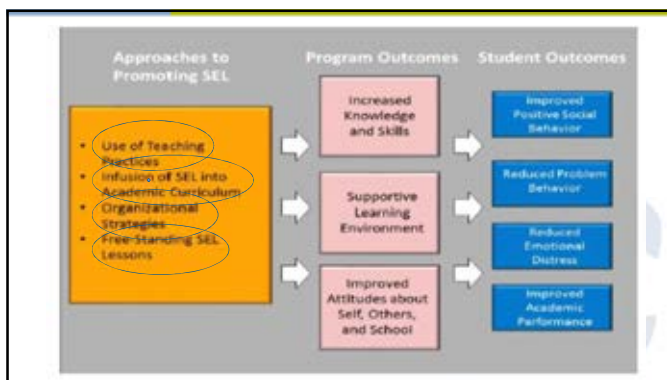 Approaches to
Promoting SEL
Program Outcomes
Student Outcomes
• Use of Teaching
Practices
• Infusion of SEL into
Academic Curriculum
• Organizational
Strategies
• Free-Standing SEL
Lessons
Increased
Knowledge
and Skills
Supportive
Learning
Environment
Improved
Attitudes about
Self, Others,
and School
Improved
Positive Social
Behavior
Reduced Problem
Behavior
Reduced
Emotional
Distress
Improved
Academic
Performance